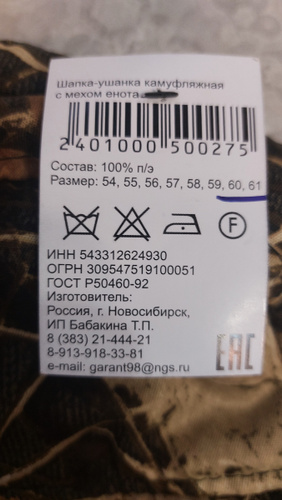 Шапка-ушанка камуфляжная
с мехом енота
2401000500275
Состав: 100% п/э
Размер: 54, 55, 56, 57, 58, 59, 60, 61
F
ИНН 543312624930
ОГРН 309547519100051
ГОСТ Р50460-92
Изготовитель:
Россия, г. Новосибирск,
ИП Бабакина Т.П.
8 (383) 21-444-21
8-913-918-33-81
e-mail: garant98@ngs.ru
EAC